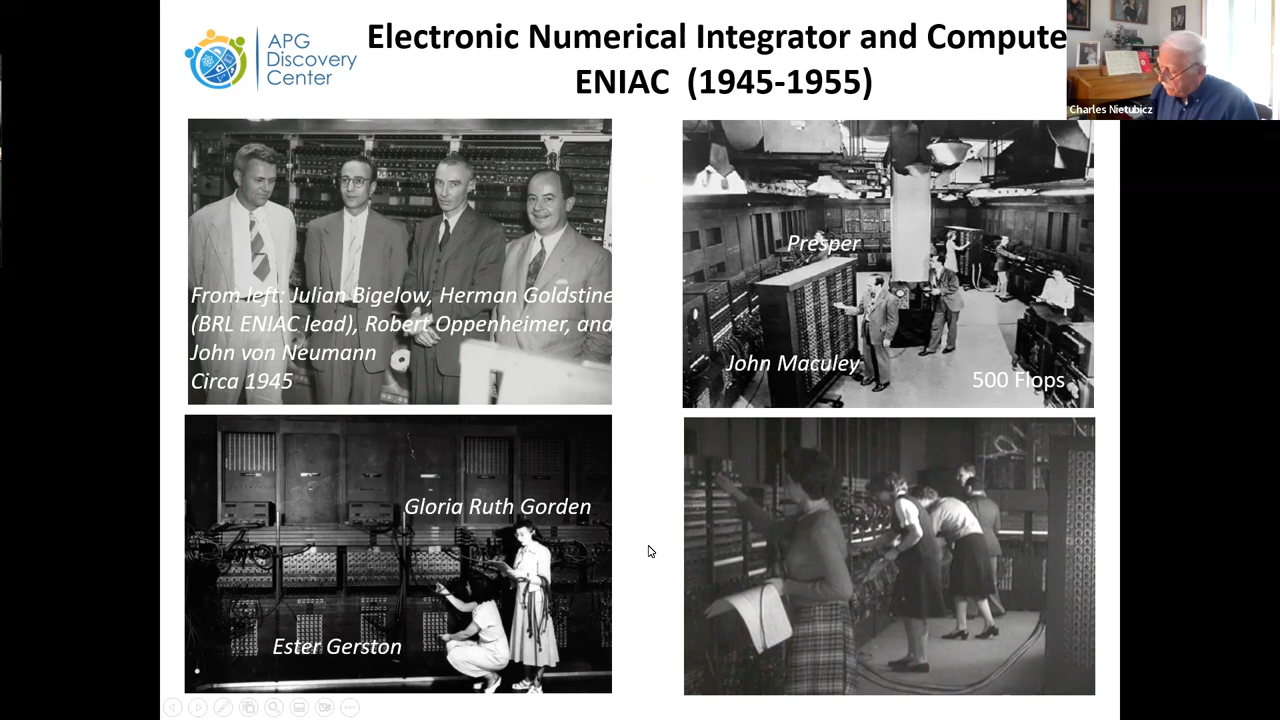 APG
Discovery
Center
Electronic Numerical Integrator and Compute
ENIAC (1945-1955)
Charles Nietubicz
From left: Julian Bigelow, Herman Goldstine
(BRL ENIAC lead), Robert Oppenheimer, and
John von Neumann
Circa 1945
Presper
John Maculey
500 Flops
Gloria Ruth Gorden
Ester Gerston